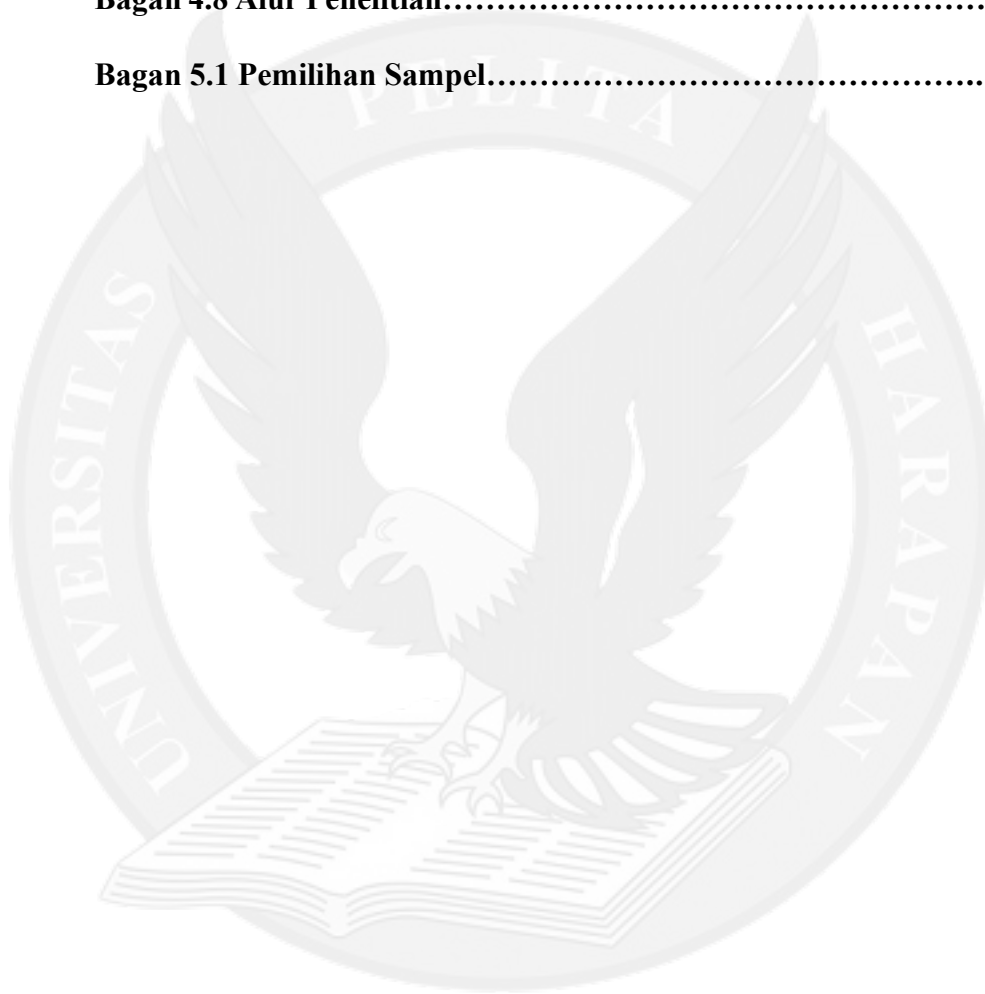 Bagan 4.8 Alur Penelitian…………………………………………
Bagan 5.1 Pemilihan Sampel………………………………………..
UNIVERSITAS PELITA HARAPAN